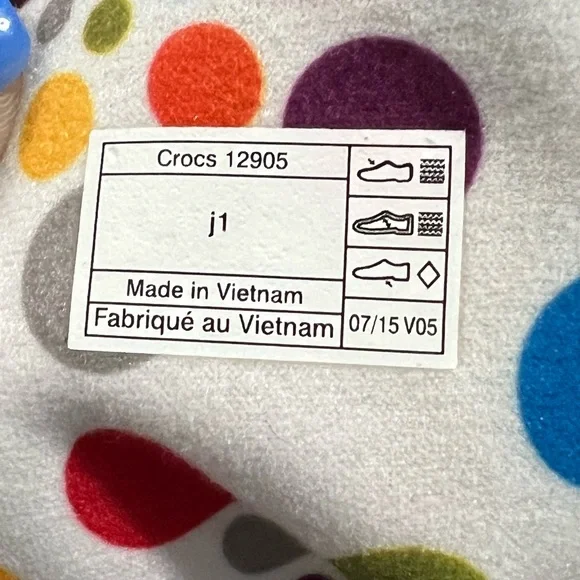 Crocs 12905
j1
Made in Vietnam
Fabriqué au Vietnam
07/15 V05